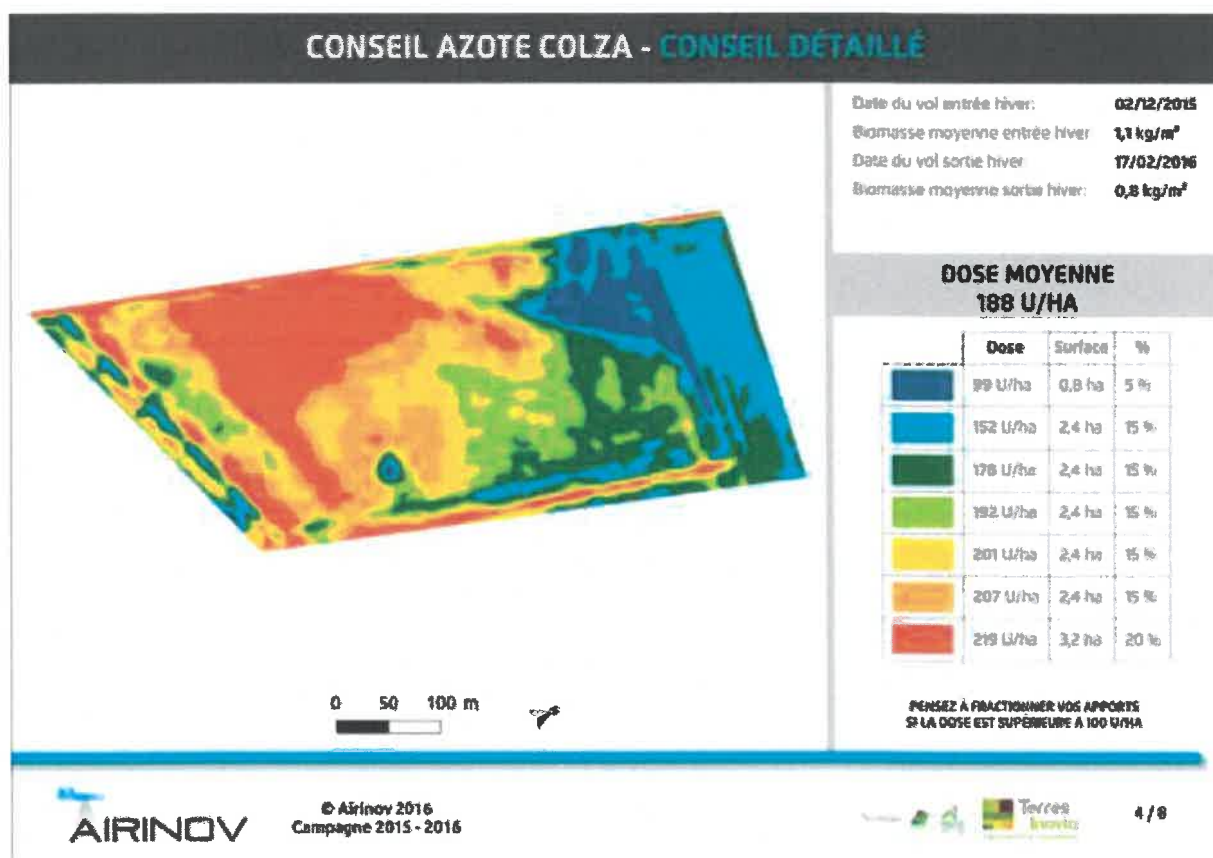 CONSEIL AZOTE COLZA - CONSEIL DÉTAILLÉ
Date du vol entrée hiver: 02/12/2015
Biomasse moyenne entrée hiver 1,1 kg/m²
Date du vol sortie hiver 17/02/2016
Biomasse moyenne sortie hiver: 0,8 kg/m²
DOSE MOYENNE
188 U/HA
Dose Surface %
99 U/ha 0,8 ha 5 %
152 U/ha 2,4 ha 15 %
178 U/ha 2,4 ha 15 %
192 U/ha 2,4 ha 15 %
201 U/ha 2,4 ha 15 %
207 U/ha 2,4 ha 15 %
219 U/ha 3,2 ha 20 %
PENSEZ À FRACTIONNER VOS APPORTS
SI LA DOSE EST SUPÉRIEURE À 100 U/HA
0 50 100 m
AIRINOV
© Airinov 2016
Campagne 2015 - 2016
Terres
Inovia
4/8